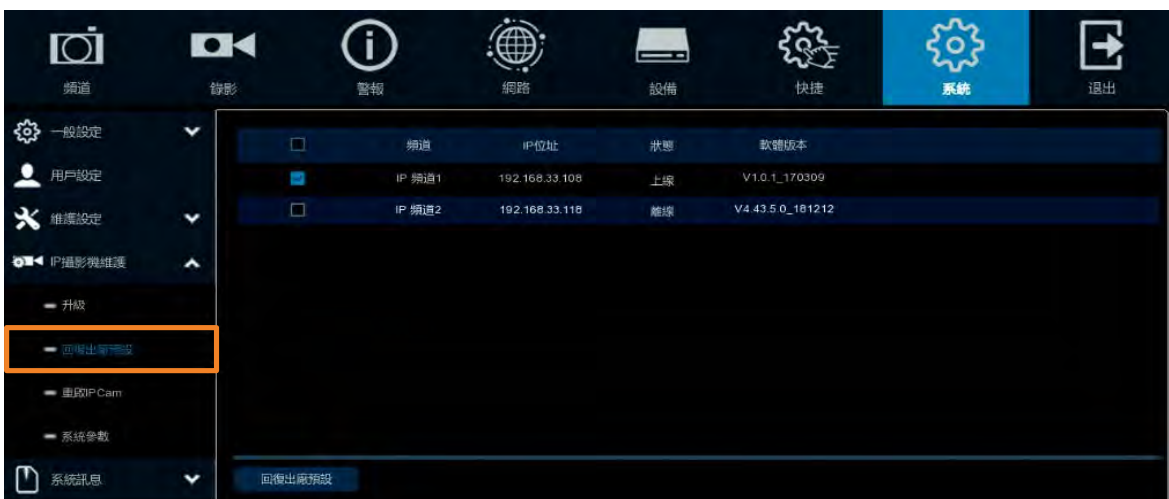 頻道 錄影 警報 網路 設備 快捷 系統 退出
一般設定
用戶設定
維護設定
IP攝影機維護
升級
回復出廠預設
重啟IPCam
系統參數
系統訊息
頻道 IP位址 狀態 軟體版本
IP 頻道1 192.168.33.108 上線 V1.0.1_170309
IP 頻道2 192.168.33.118 離線 V4.43.5.0_181212
回復出廠預設